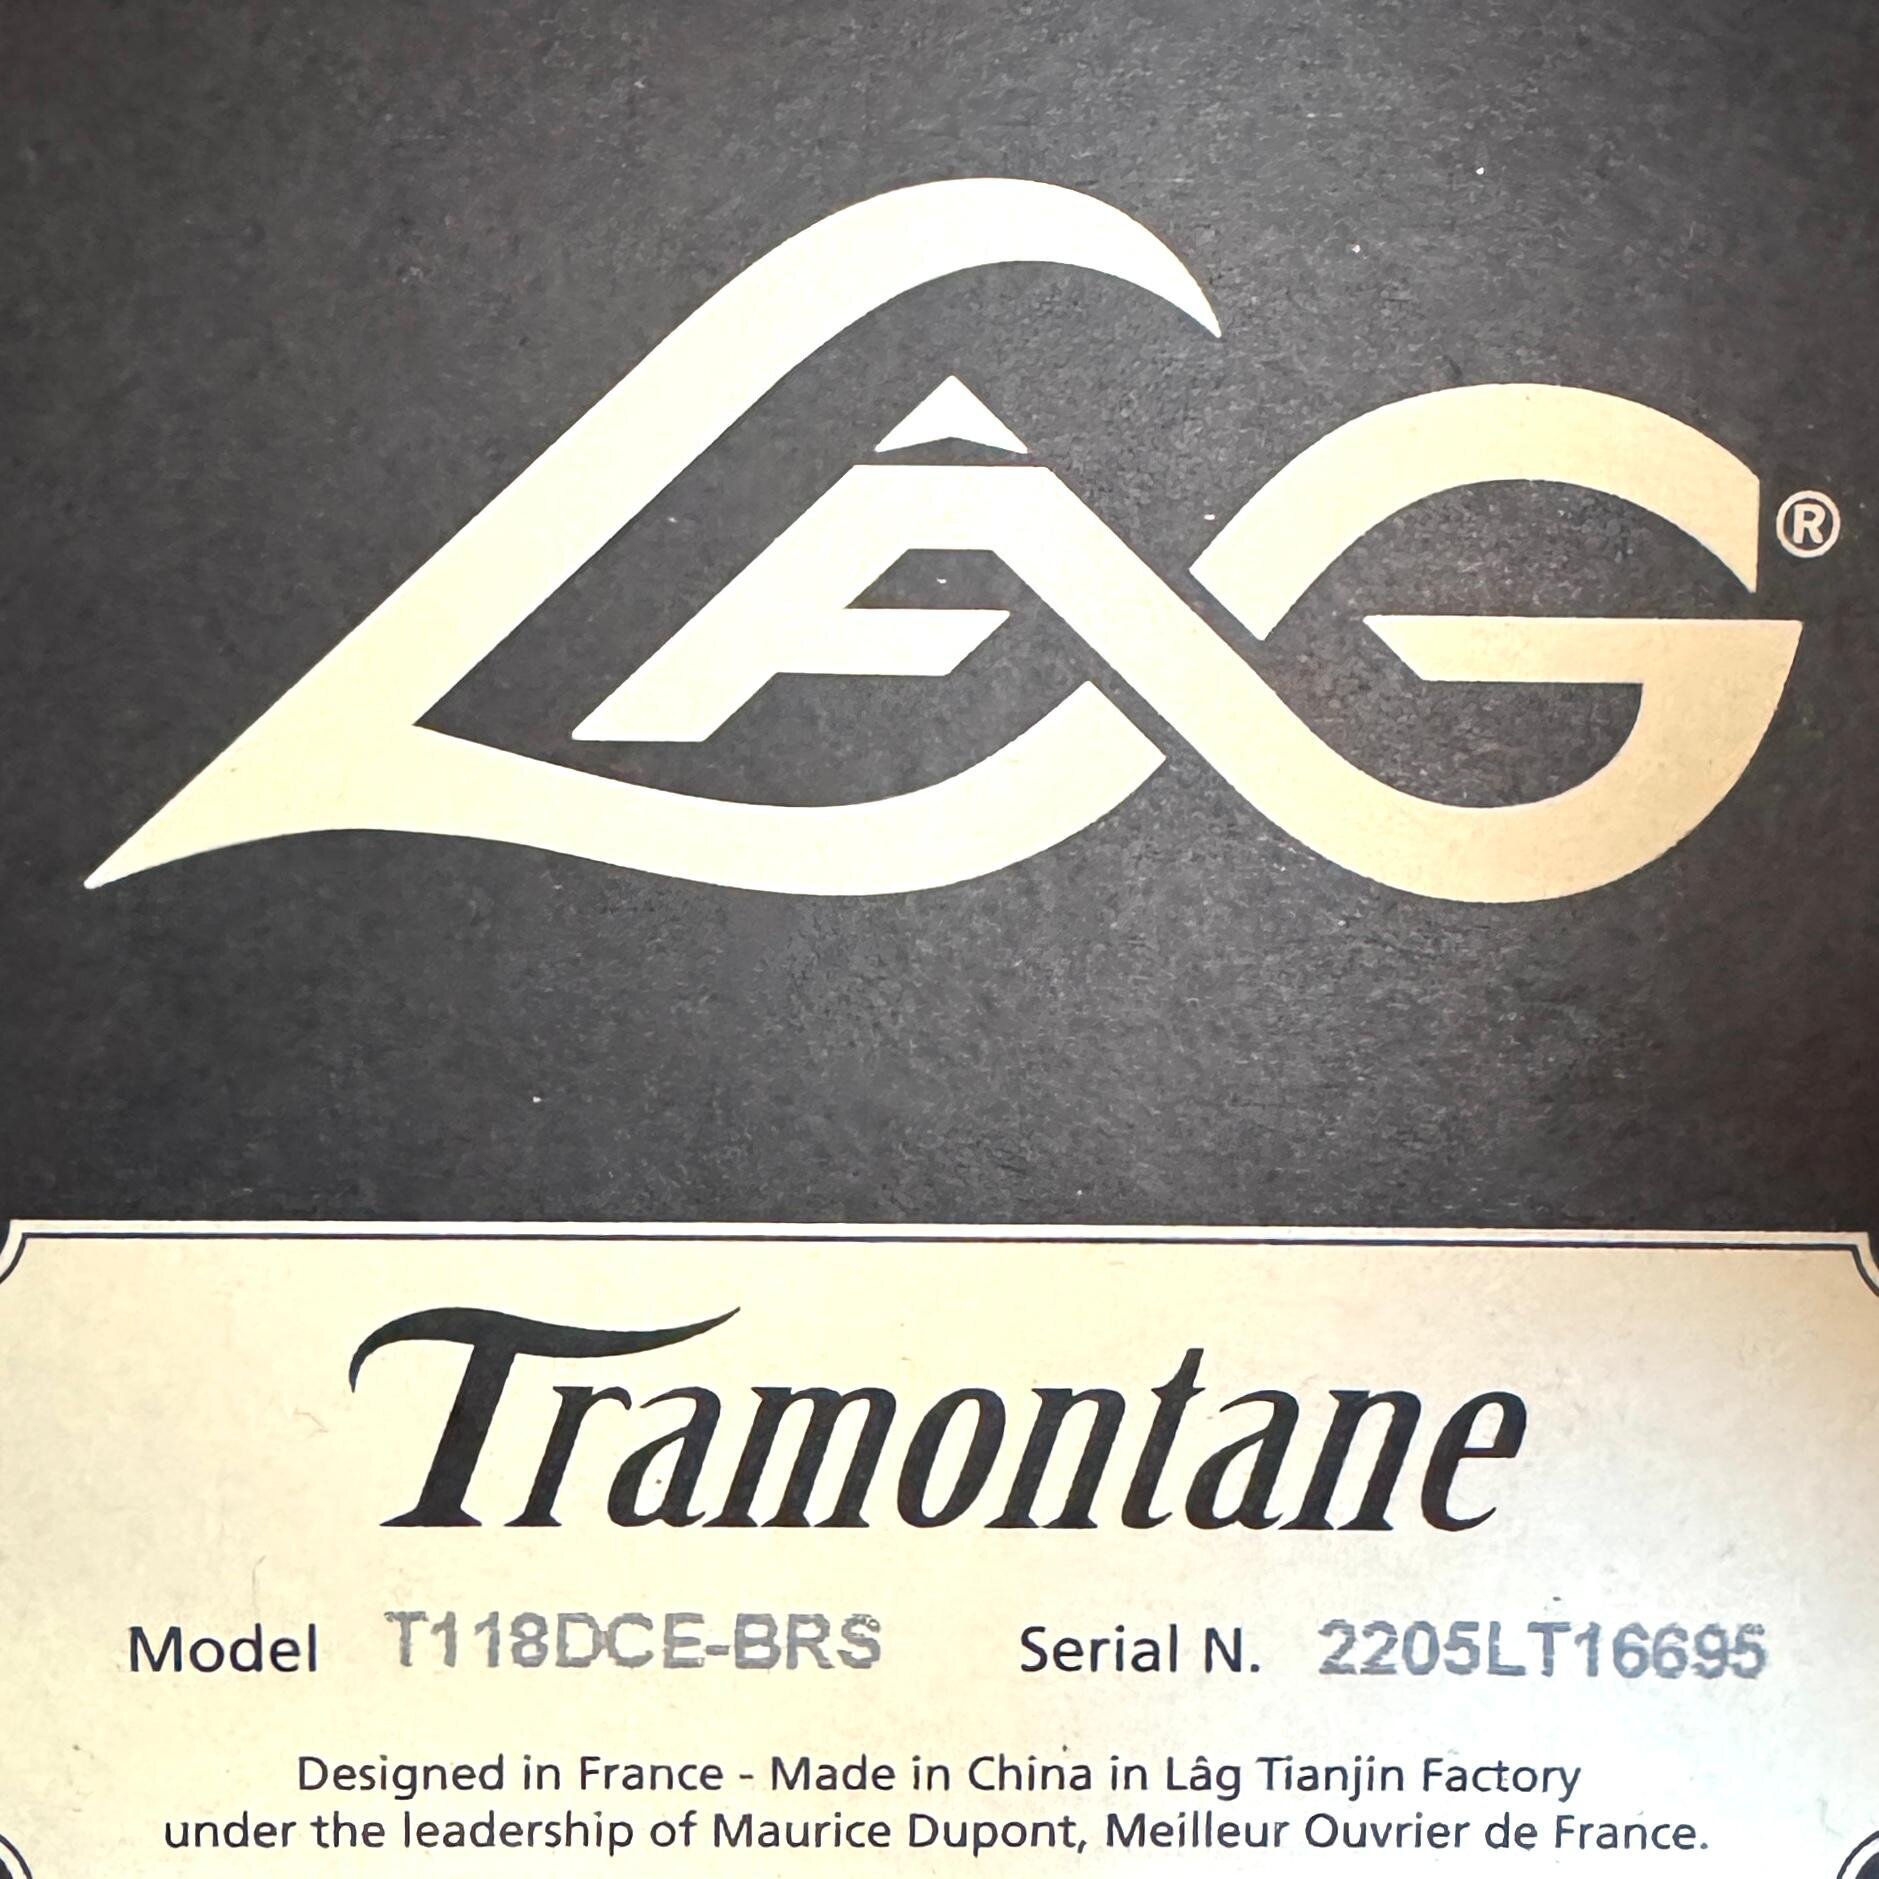 LÂG®
Tramontane
Model T118DCE-BRS Serial N. 2205LT16695
Designed in France - Made in China in Lâg Tianjin Factory
under the leadership of Maurice Dupont, Meilleur Ouvrier de France.